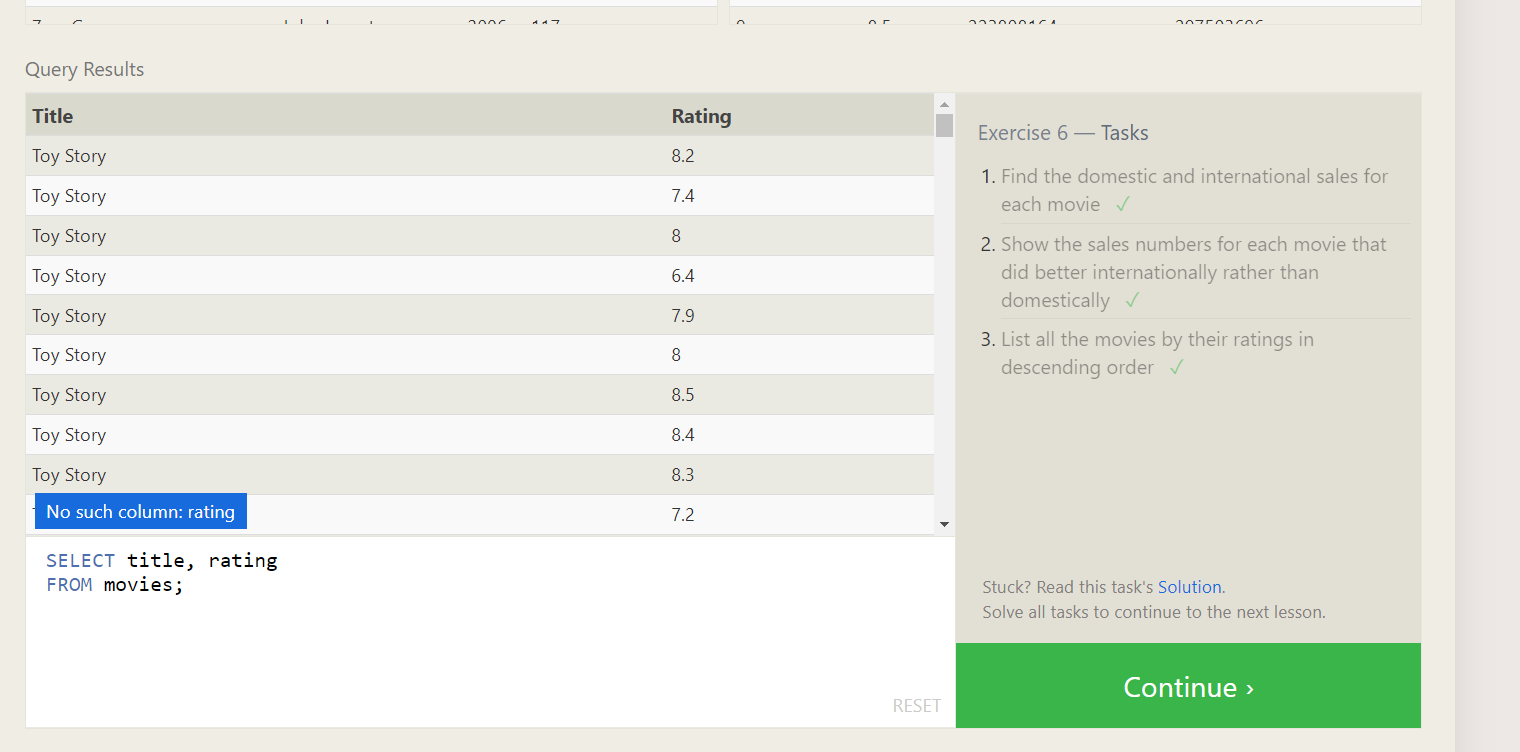 Query Results
Title Rating
Toy Story 8.2
Toy Story 7.4
Toy Story 8
Toy Story 6.4
Toy Story 7.9
Toy Story 8
Toy Story 8.5
Toy Story 8.4
Toy Story 8.3
7.2
No such column: rating
SELECT title, rating
FROM movies;
RESET
Exercise 6 — Tasks
1. Find the domestic and international sales for
each movie ✓
2. Show the sales numbers for each movie that
did better internationally rather than
domestically ✓
3. List all the movies by their ratings in
descending order ✓
Stuck? Read this task's Solution.
Solve all tasks to continue to the next lesson.
Continue ›